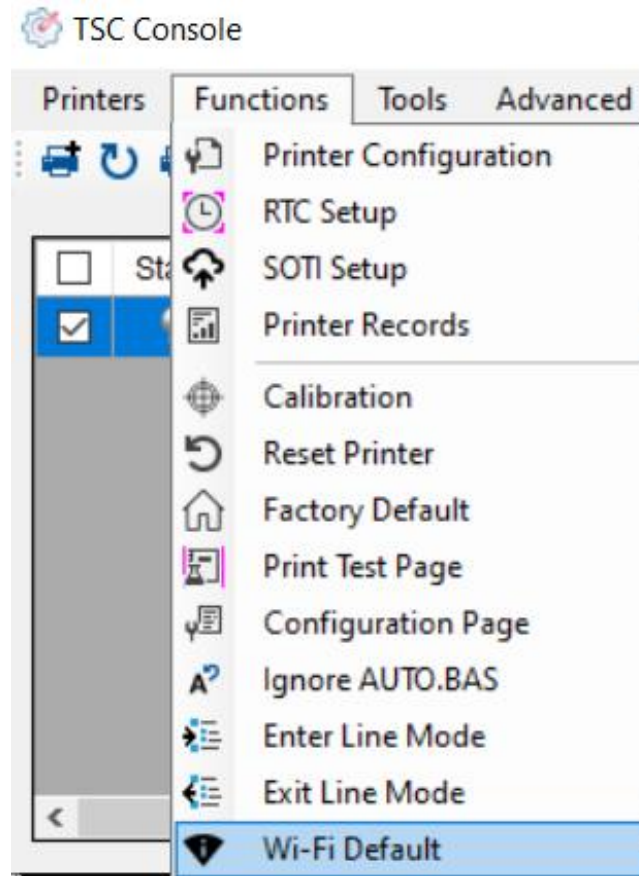 TSC Console
Printers Functions Tools Advanced
Printer Configuration
RTC Setup
SOTI Setup
Printer Records
Calibration
Reset Printer
Factory Default
Print Test Page
Configuration Page
Ignore AUTO.BAS
Enter Line Mode
Exit Line Mode
Wi-Fi Default